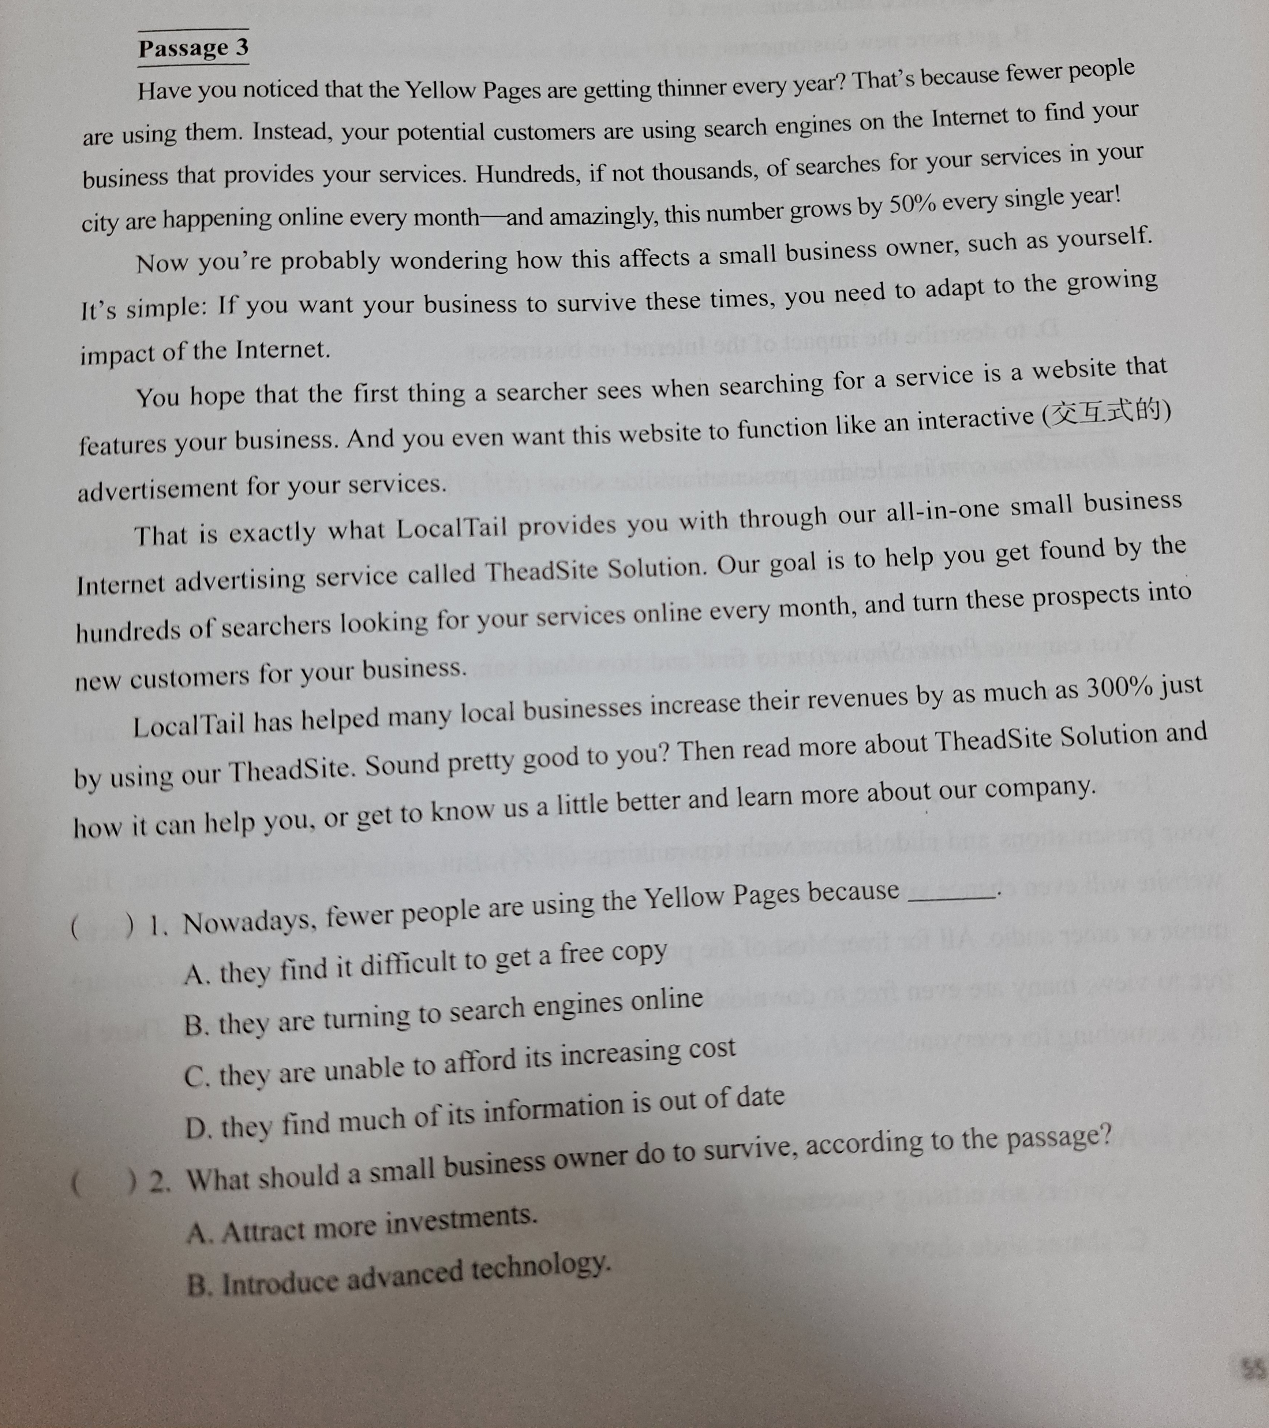 Passage 3
Have you noticed that the Yellow Pages are getting thinner every year? That's because fewer people
are using them. Instead, your potential customers are using search engines on the Internet to find your
business that provides your services. Hundreds, if not thousands, of searches for your services in your
city are happening online every month—and amazingly, this number grows by 50% every single year!
Now you're probably wondering how this affects a small business owner, such as yourself.
It's simple: If you want your business to survive these times, you need to adapt to the growing
impact of the Internet.
You hope that the first thing a searcher sees when searching for a service is a website that
features your business. And you even want this website to function like an interactive (交互式的)
advertisement for your services.
That is exactly what LocalTail provides you with through our all-in-one small business
Internet advertising service called TheadSite Solution. Our goal is to help you get found by the
hundreds of searchers looking for your services online every month, and turn these prospects into
new customers for your business.
LocalTail has helped many local businesses increase their revenues by as much as 300% just
by using our TheadSite. Sound pretty good to you? Then read more about TheadSite Solution and
how it can help you, or get to know us a little better and learn more about our company.
( ) 1. Nowadays, fewer people are using the Yellow Pages because ______.
A. they find it difficult to get a free copy
B. they are turning to search engines online
C. they are unable to afford its increasing cost
D. they find much of its information is out of date
( ) 2. What should a small business owner do to survive, according to the passage?
A. Attract more investments.
B. Introduce advanced technology.
55